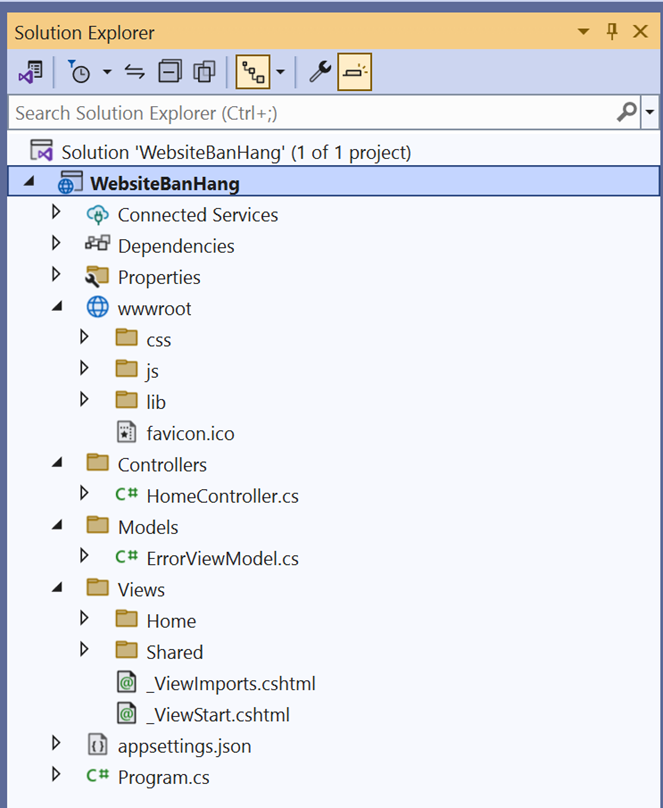 Solution Explorer
Search Solution Explorer (Ctrl+;)
Solution 'WebsiteBanHang' (1 of 1 project)
WebsiteBanHang
Connected Services
Dependencies
Properties
wwwroot
css
js
lib
favicon.ico
Controllers
C# HomeController.cs
Models
C# ErrorViewModel.cs
Views
Home
Shared
_ViewImports.cshtml
_ViewStart.cshtml
appsettings.json
C# Program.cs